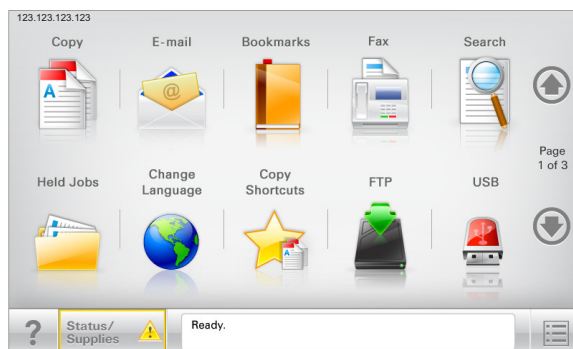 123.123.123.123
Copy
E-mail
Bookmarks
Fax
Search
A
@
Page
1 of 3
Held Jobs
Change
Language
Copy
Shortcuts
FTP
USB
A
?
Status/
Supplies
Ready.